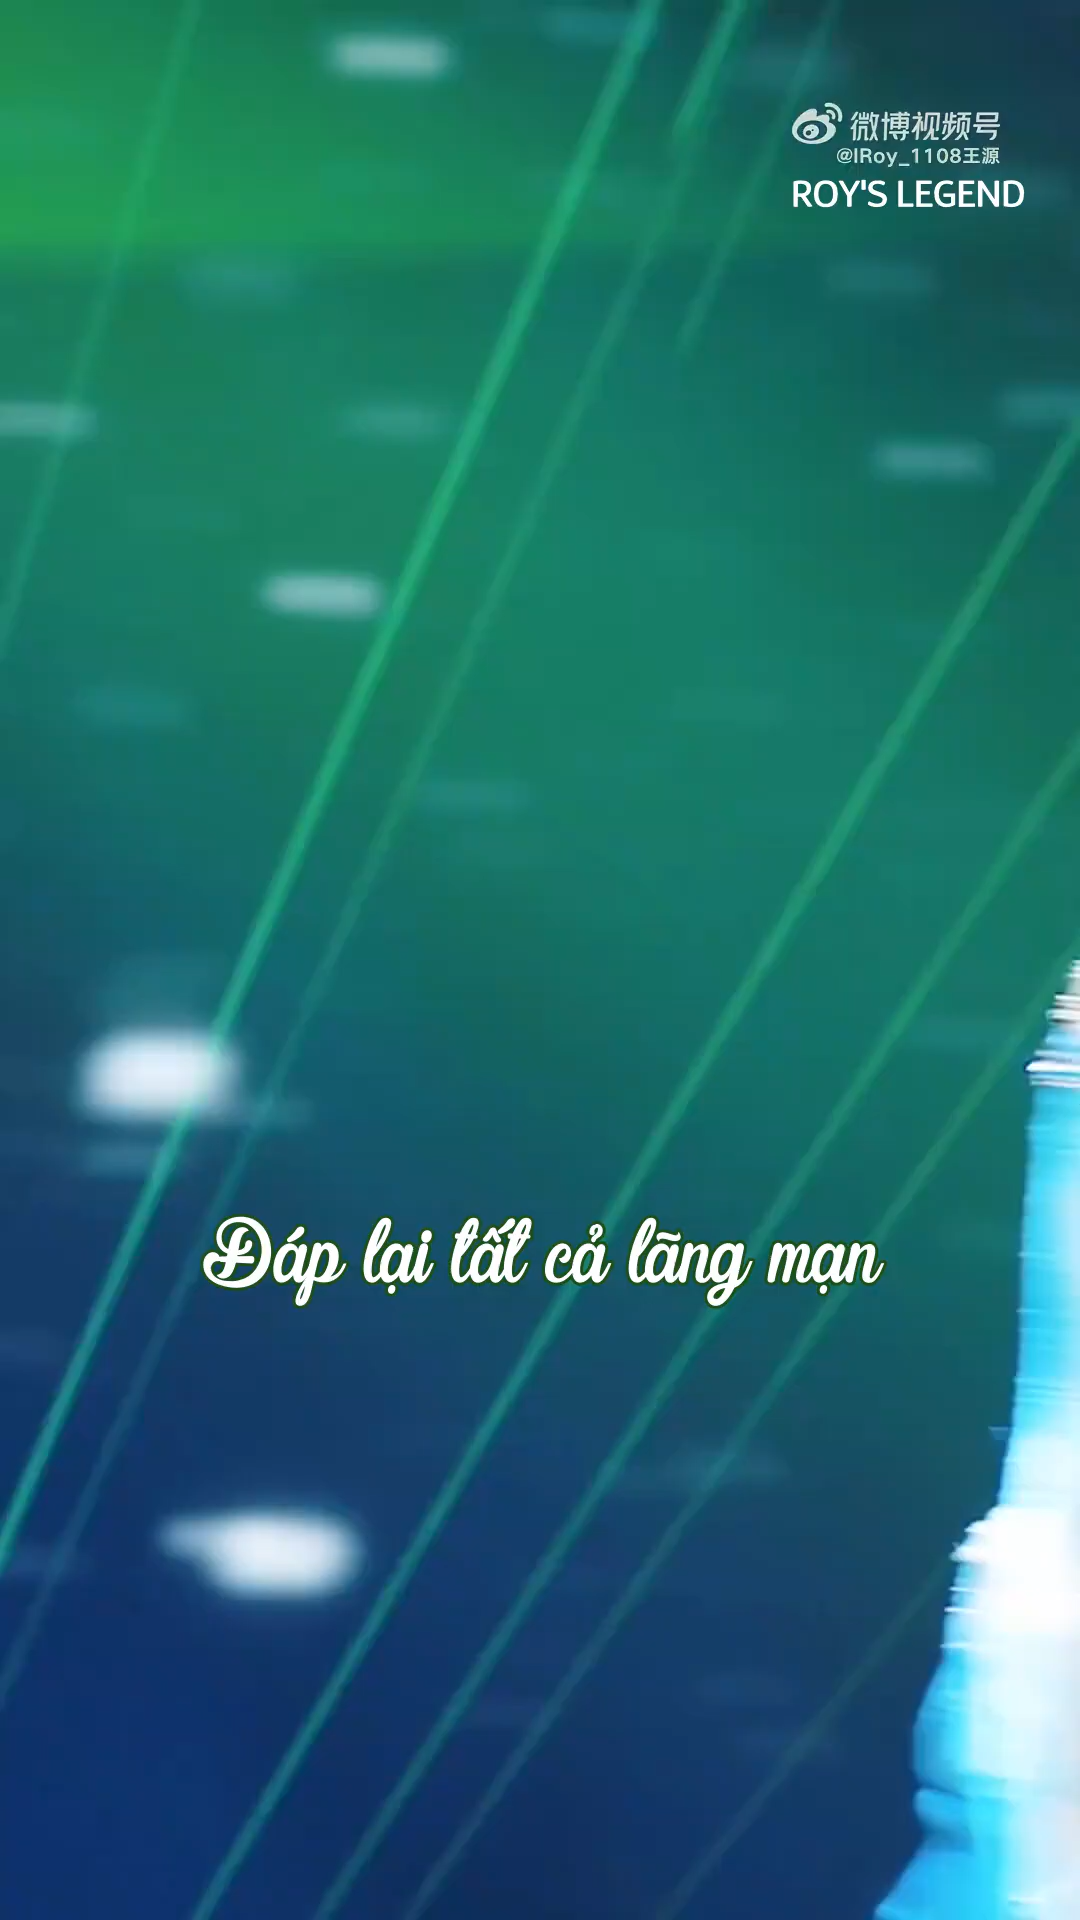 微博视频号
@IRoy_1108王源
ROY'S LEGEND
Đáp lại tất cả lãng mạn